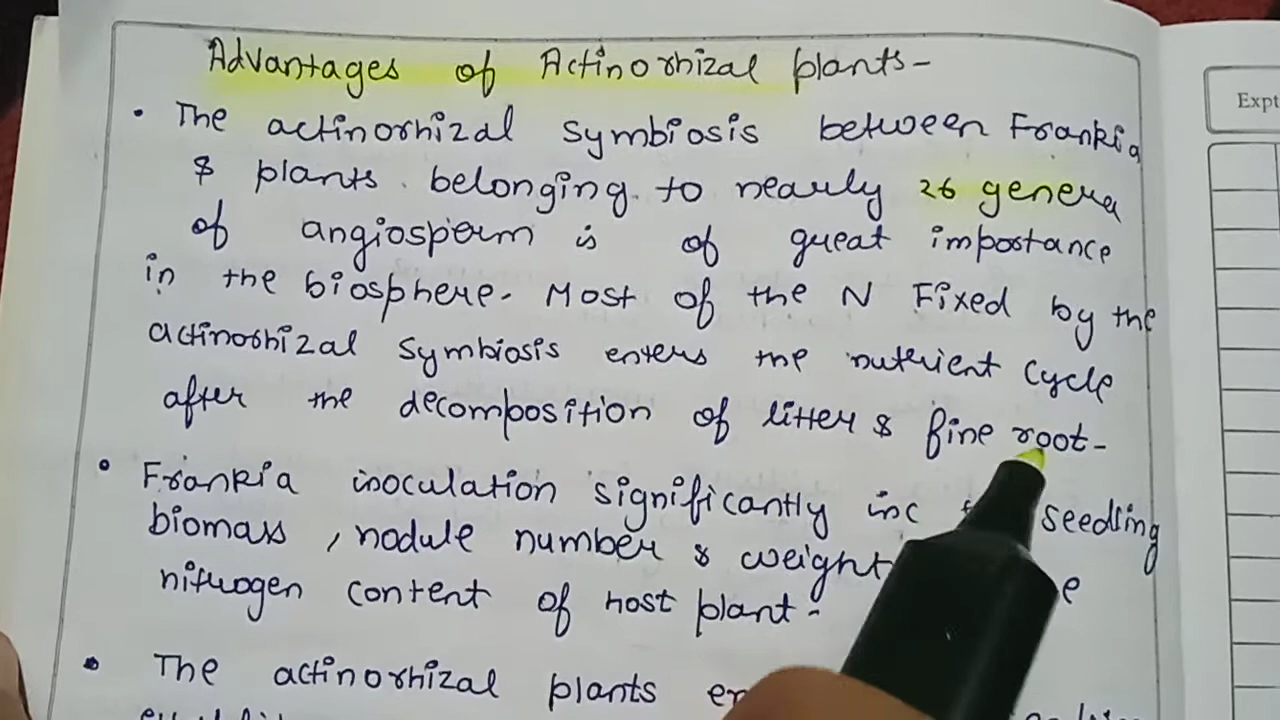 Advantages of Actinorhizal plants-
• The actinorhizal symbiosis between Frankia
& plants belonging to nearly 26 genera
of angiosperm is of great importance
in the biosphere. Most of the N Fixed by the
actinorhizal symbiosis enters the nutrient cycle
after the decomposition of litter & fine root-
• Frankia inoculation significantly inc seedling
biomass, nodule number & weight
nitrogen content of host plant-
• The actinorhizal plants
Expt